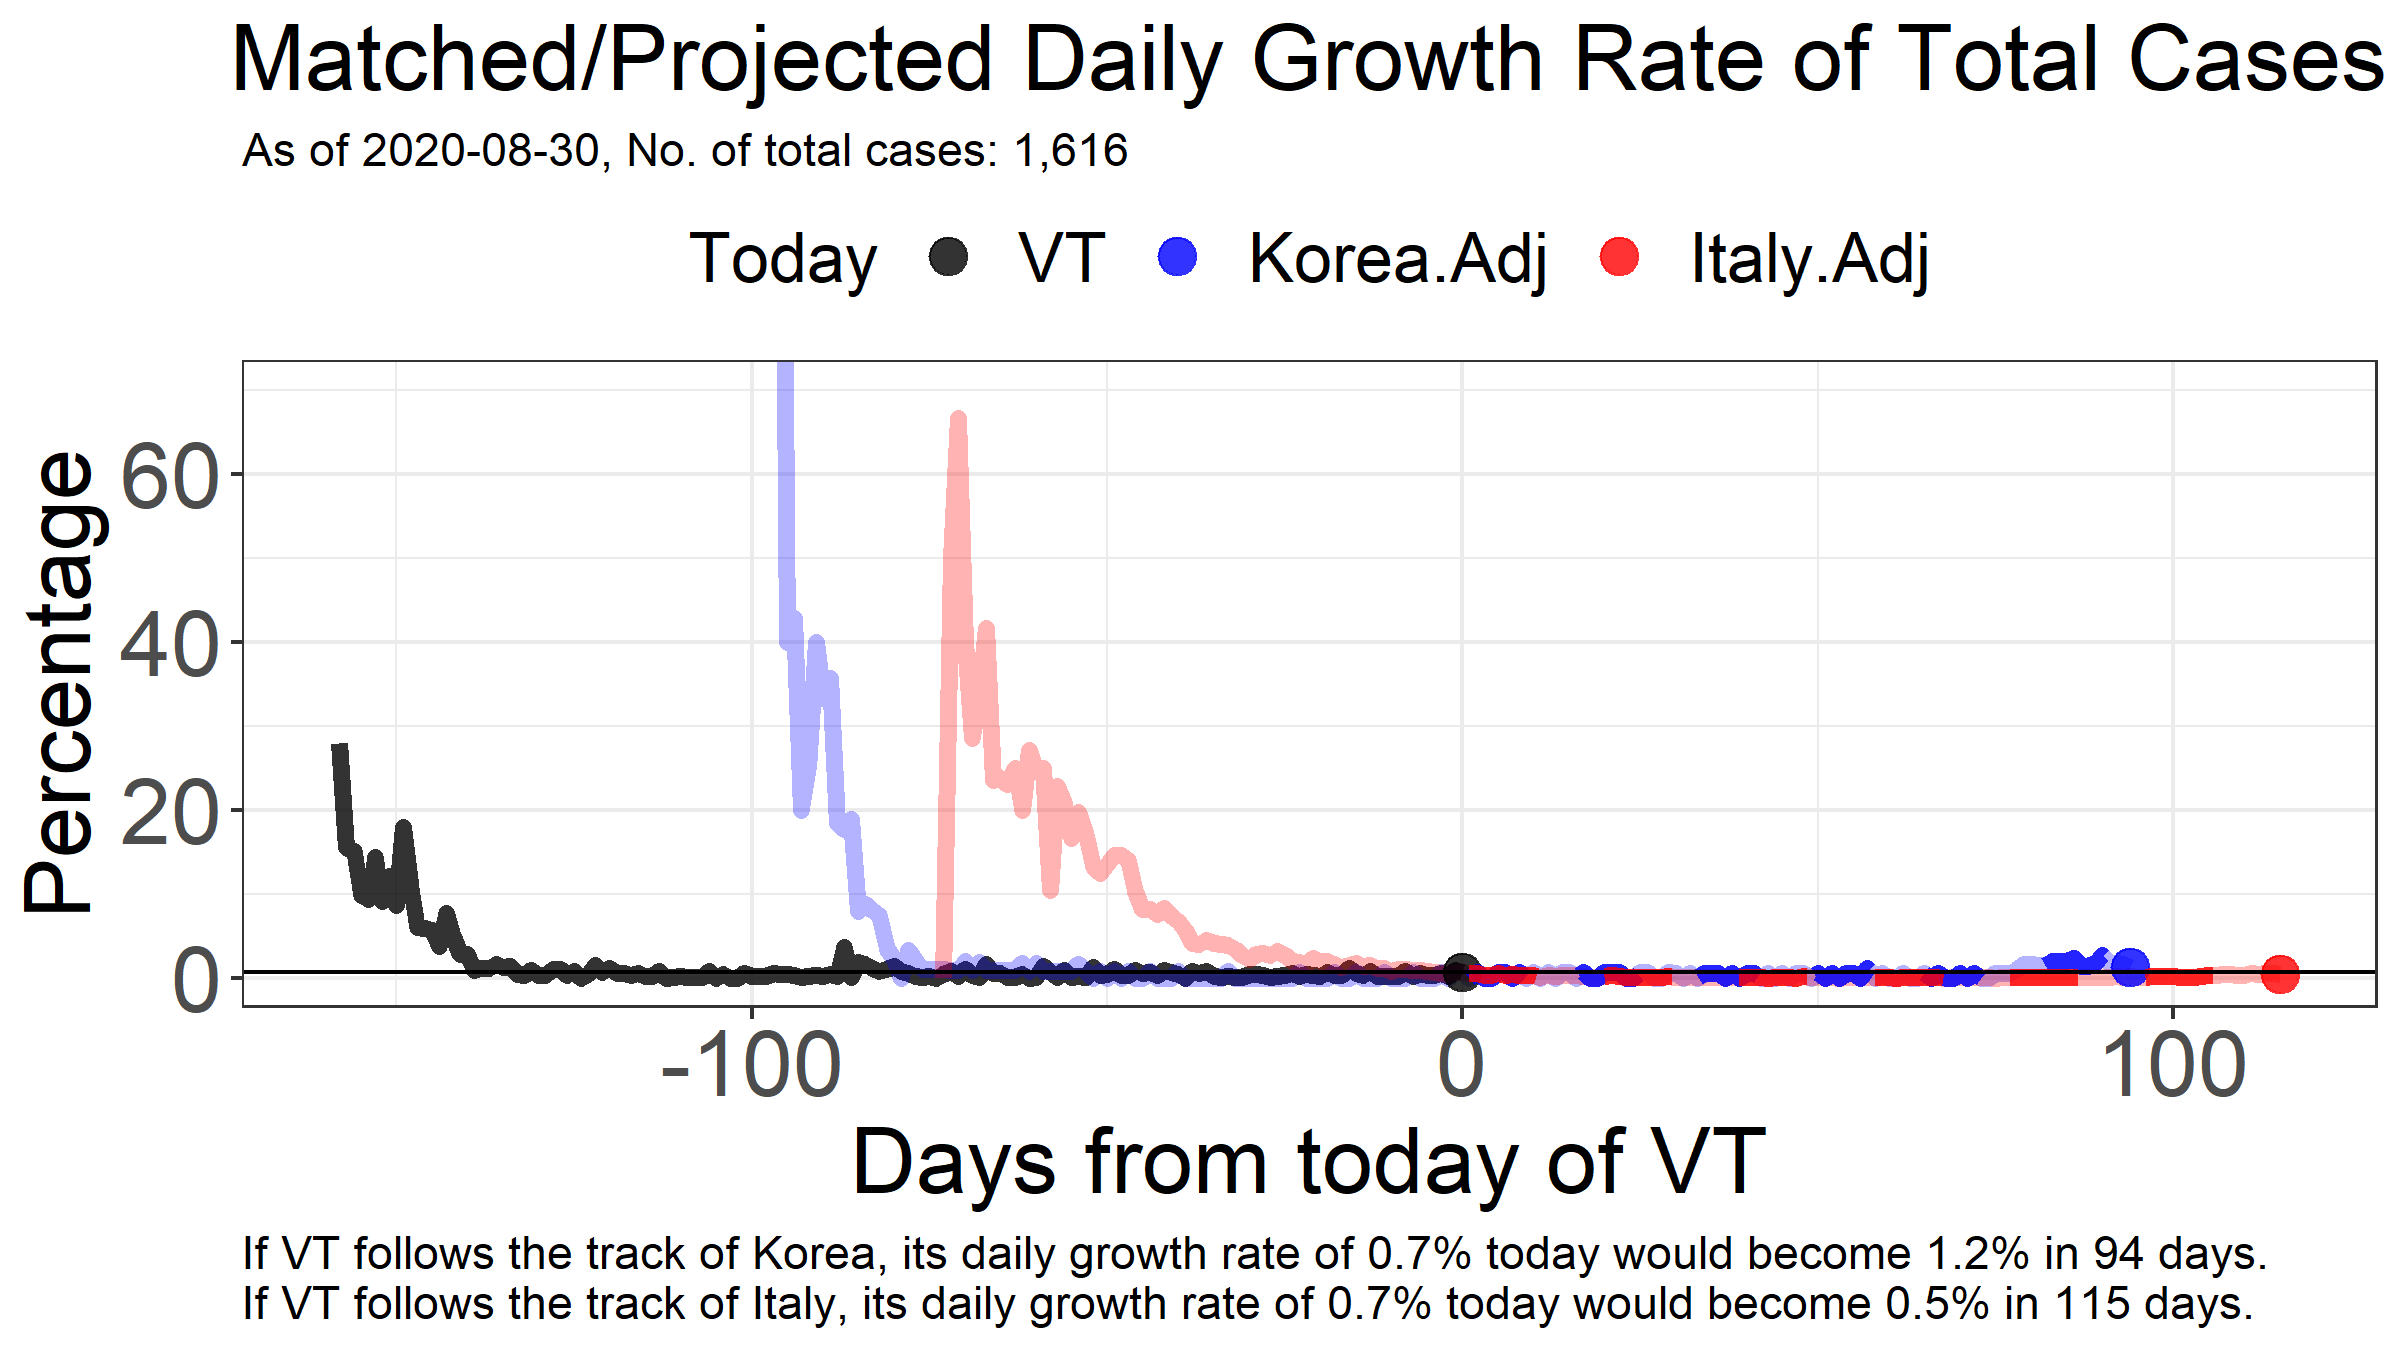 Matched/Projected Daily Growth Rate of Total Cases
As of 2020-08-30, No. of total cases: 1,616
Today VT Korea.Adj Italy.Adj
Percentage
60
40
20
0
-100 0 100
Days from today of VT
If VT follows the track of Korea, its daily growth rate of 0.7% today would become 1.2% in 94 days.
If VT follows the track of Italy, its daily growth rate of 0.7% today would become 0.5% in 115 days.